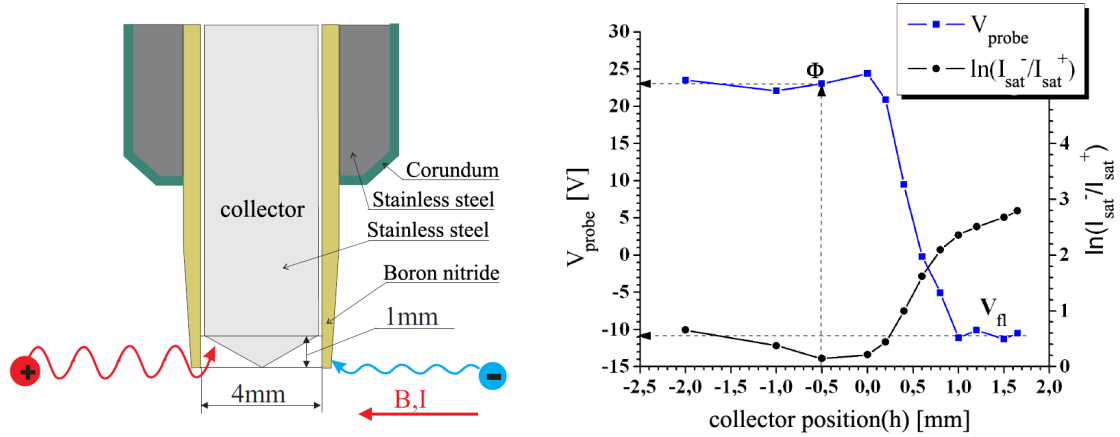 Corundum
Stainless steel
collector
Stainless steel
Boron nitride
1mm
+
−
4mm
B,I
V_probe
ln(I_sat^-/I_sat^+)
30
25
20
15
10
5
0
-5
-10
-15
V_probe [V]
Φ
V_fl
4
3
2
1
0
ln(I_sat^-/I_sat^+)
-2,5 -2,0 -1,5 -1,0 -0,5 0,0 0,5 1,0 1,5 2,0
collector position(h) [mm]